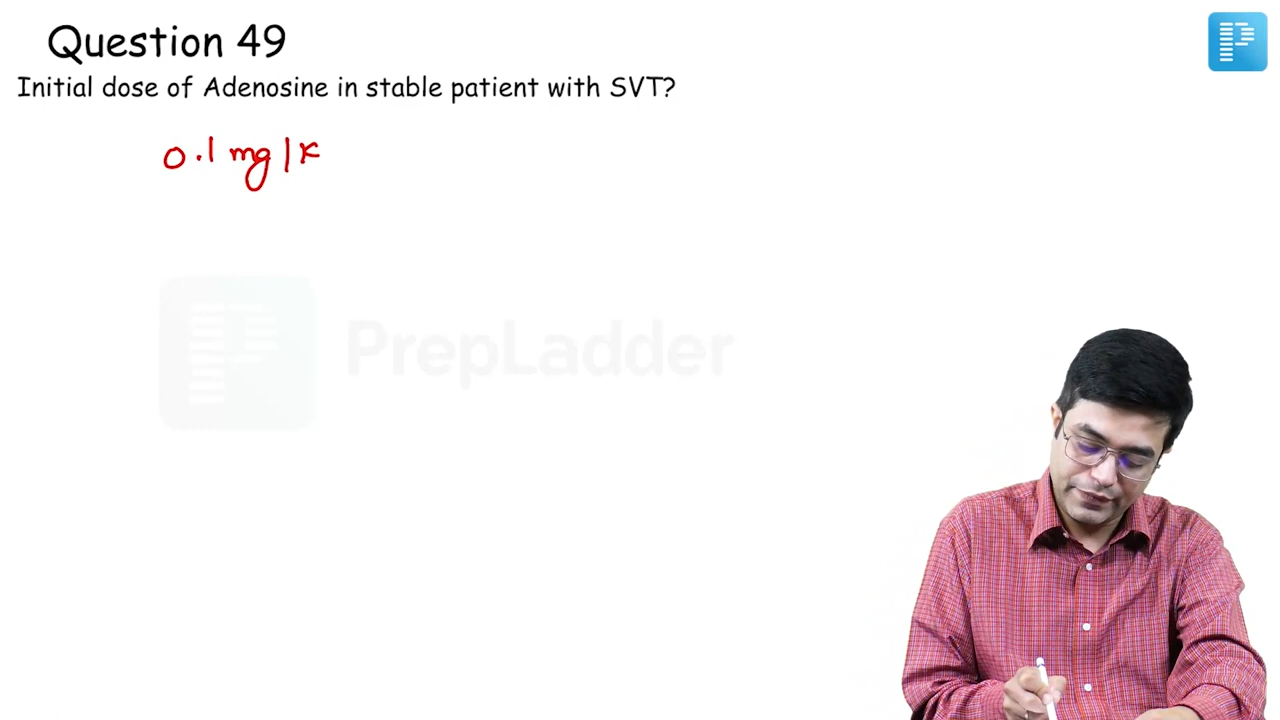 Question 49
Initial dose of Adenosine in stable patient with SVT?
0.1 mg | K
PrepLadder